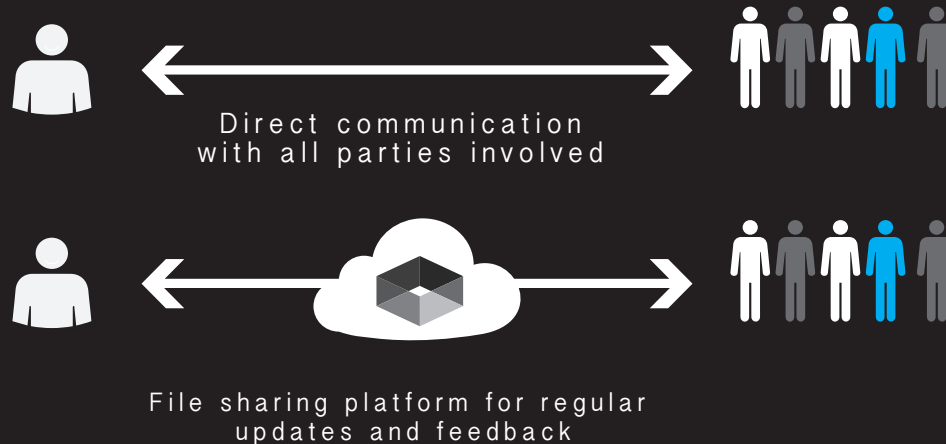 Direct communication
with all parties involved
File sharing platform for regular
updates and feedback